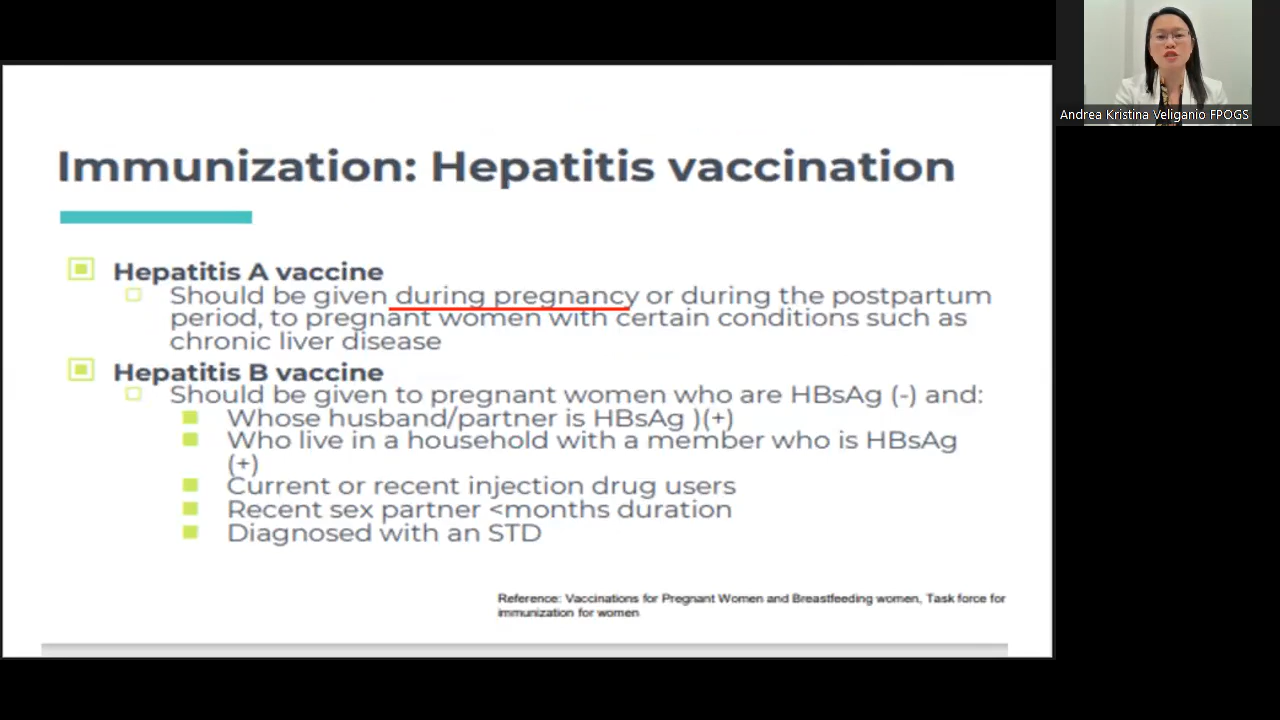 Andrea Kristina Veliganio FPOGS
Immunization: Hepatitis vaccination
Hepatitis A vaccine
Should be given during pregnancy or during the postpartum
period, to pregnant women with certain conditions such as
chronic liver disease
Hepatitis B vaccine
Should be given to pregnant women who are HBsAg (-) and:
Whose husband/partner is HBsAg )(+)
Who live in a household with a member who is HBsAg
(+)
Current or recent injection drug users
Recent sex partner <months duration
Diagnosed with an STD
Reference: Vaccinations for Pregnant Women and Breastfeeding women, Task force for
immunization for women